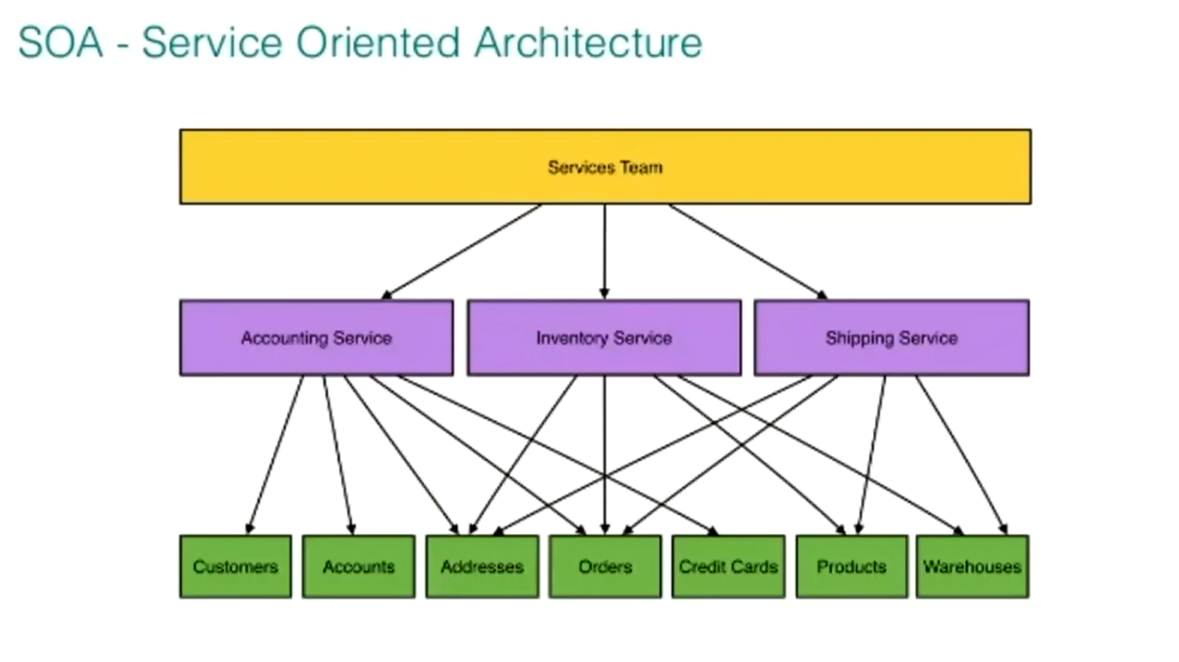 SOA - Service Oriented Architecture
Services Team
Accounting Service
Inventory Service
Shipping Service
Customers
Accounts
Addresses
Orders
Credit Cards
Products
Warehouses